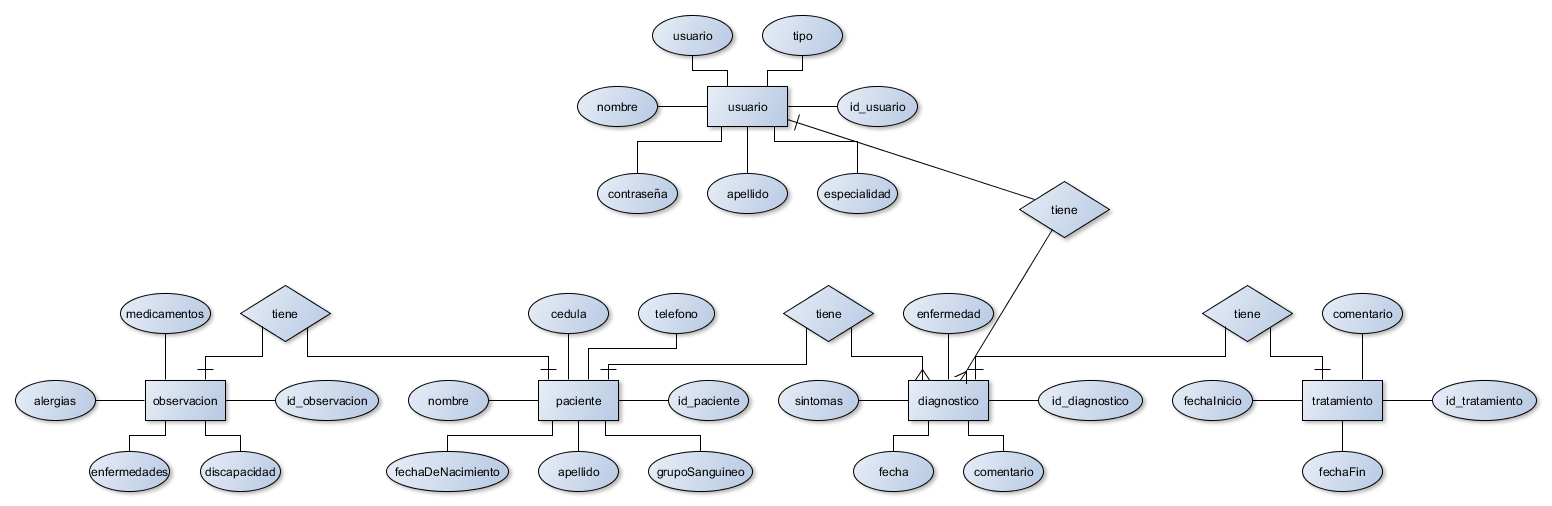 usuario
tipo
nombre
usuario
id_usuario
contraseña
apellido
especialidad
tiene
medicamentos
tiene
cedula
telefono
tiene
enfermedad
tiene
comentario
alergias
observacion
id_observacion
nombre
paciente
id_paciente
sintomas
diagnostico
id_diagnostico
fechaInicio
tratamiento
id_tratamiento
enfermedades
discapacidad
fechaDeNacimiento
apellido
grupoSanguineo
fecha
comentario
fechaFin